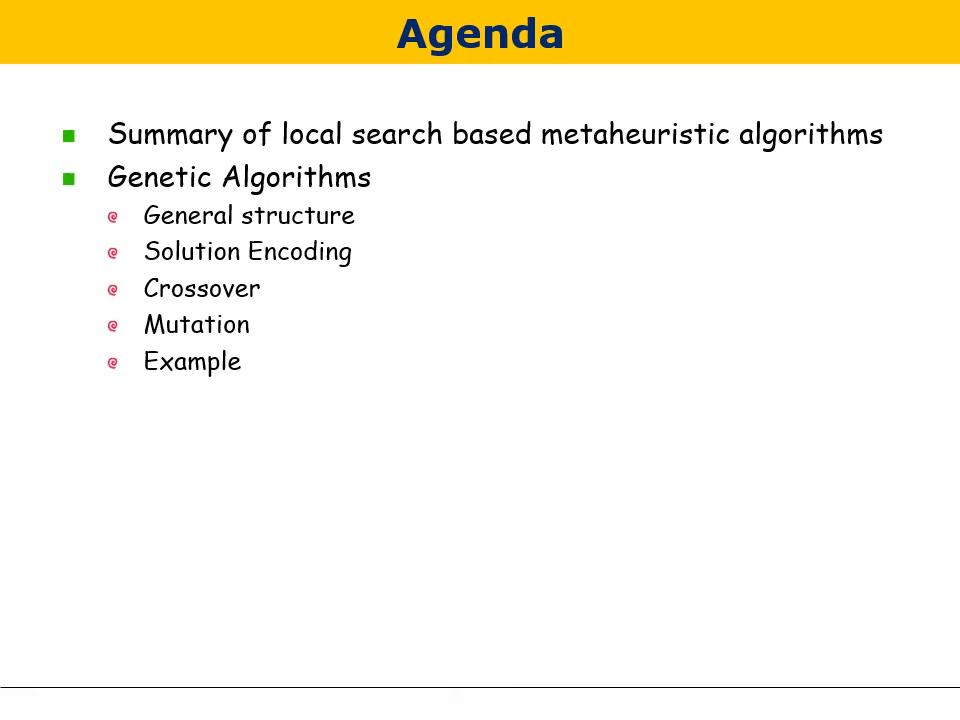 Agenda
Summary of local search based metaheuristic algorithms
Genetic Algorithms
General structure
Solution Encoding
Crossover
Mutation
Example